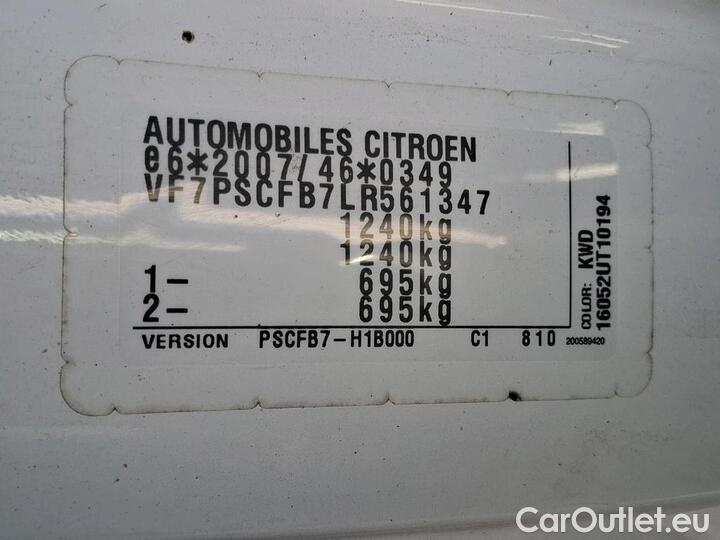 AUTOMOBILES CITROEN
e6*2007/46*0349
VF7PSCFB7LR561347
1240kg
1240kg
1- 695kg
2- 695kg
VERSION PSCFB7-H1B000 C1 810
COLOR: KWD
16052UT10194
200589420
CarOutlet.eu